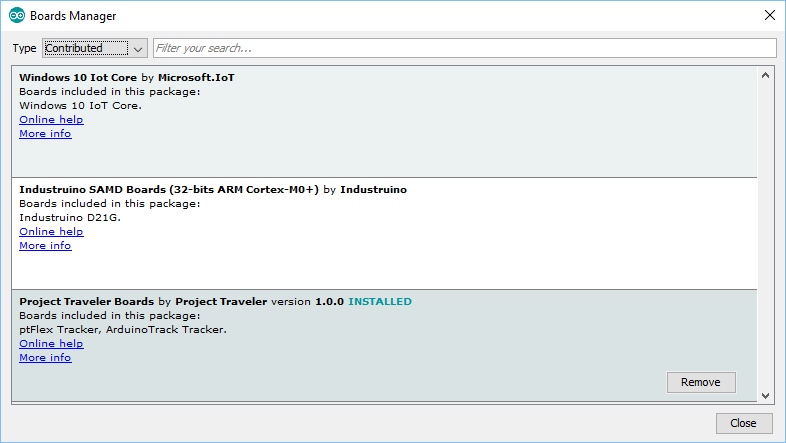 Boards Manager
Type Contributed Filter your search...
Windows 10 Iot Core by Microsoft.IoT
Boards included in this package:
Windows 10 IoT Core.
Online help
More info
Industruino SAMD Boards (32-bits ARM Cortex-M0+) by Industruino
Boards included in this package:
Industruino D21G.
Online help
More info
Project Traveler Boards by Project Traveler version 1.0.0 INSTALLED
Boards included in this package:
ptFlex Tracker, ArduinoTrack Tracker.
Online help
More info
Remove
Close